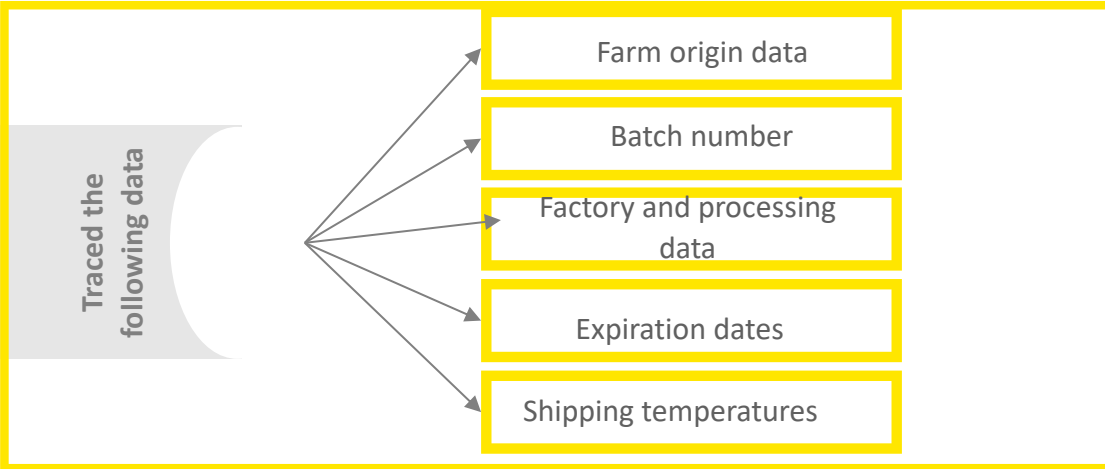 Traced the
following data
Farm origin data
Batch number
Factory and processing
data
Expiration dates
Shipping temperatures